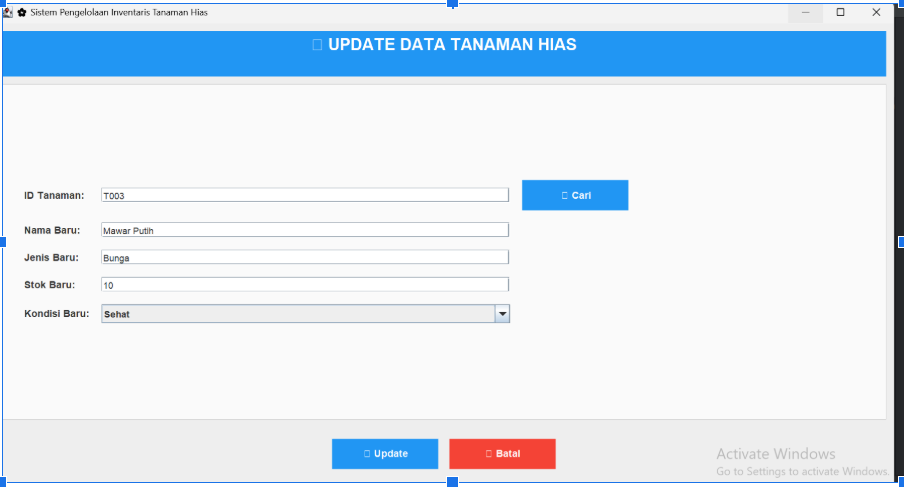 Sistem Pengelolaan Inventaris Tanaman Hias
UPDATE DATA TANAMAN HIAS
ID Tanaman: T003 Cari
Nama Baru: Mawar Putih
Jenis Baru: Bunga
Stok Baru: 10
Kondisi Baru: Sehat
Update Batal
Activate Windows
Go to Settings to activate Windows.